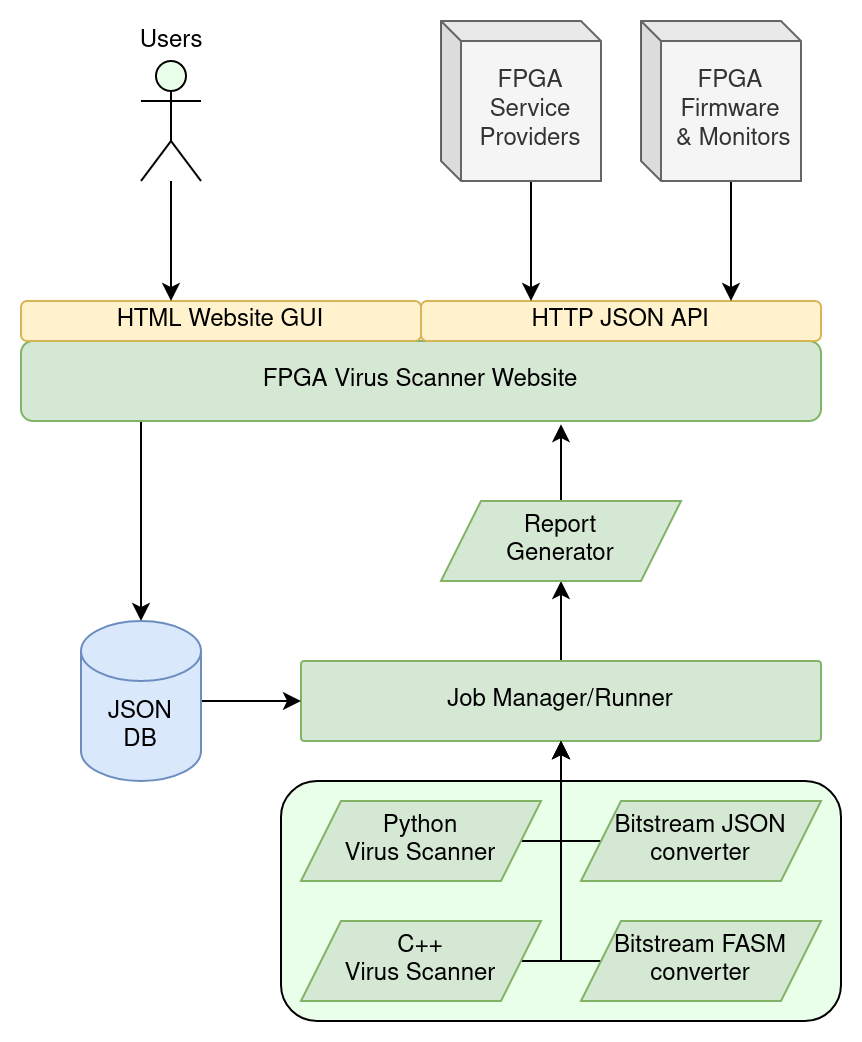 Users
FPGA
Service
Providers
FPGA
Firmware
& Monitors
HTML Website GUI
HTTP JSON API
FPGA Virus Scanner Website
Report
Generator
JSON
DB
Job Manager/Runner
Python
Virus Scanner
Bitstream JSON
converter
C++
Virus Scanner
Bitstream FASM
converter